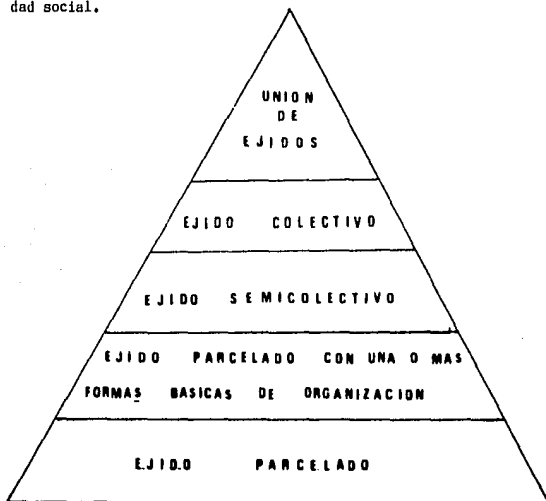 dad social.
UNION
DE
EJIDOS
EJIDO COLECTIVO
EJIDO SEMICOLECTIVO
EJIDO PARCELADO CON UNA O MAS
FORMAS BASICAS DE ORGANIZACION
EJIDO PARCELADO